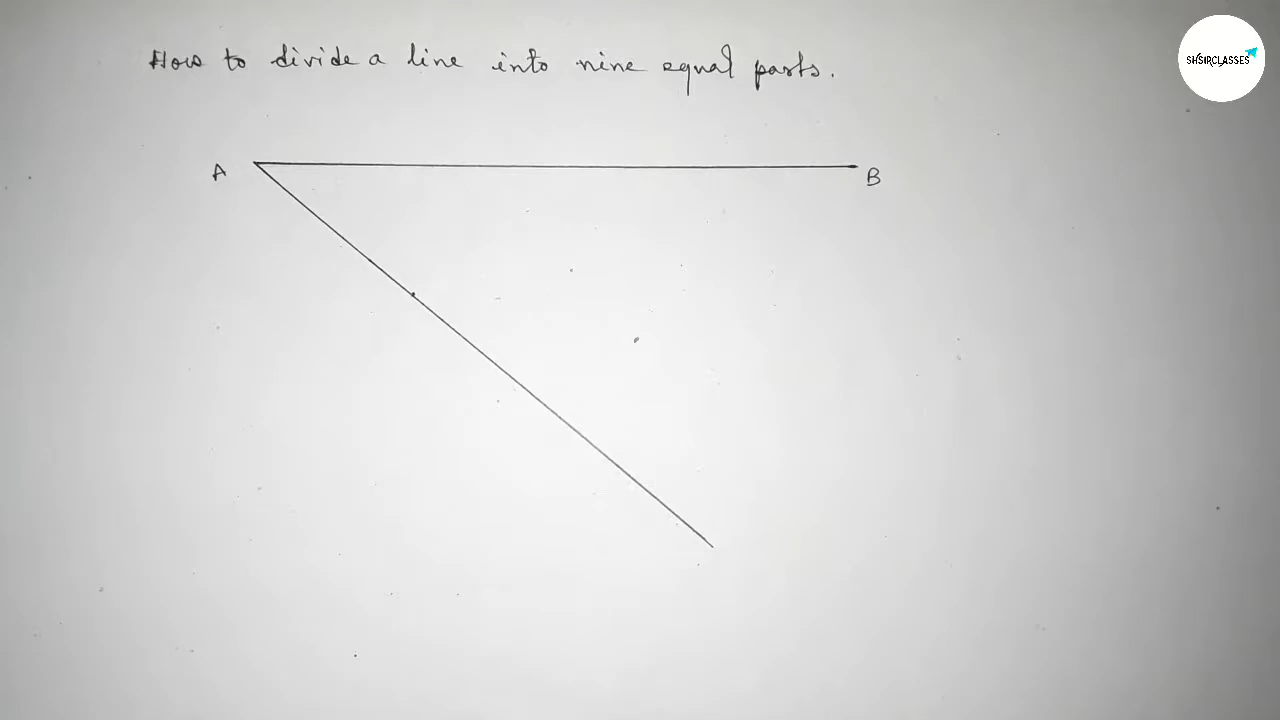 How to divide a line into nine equal parts.
SHSIRCLASSES
A
B